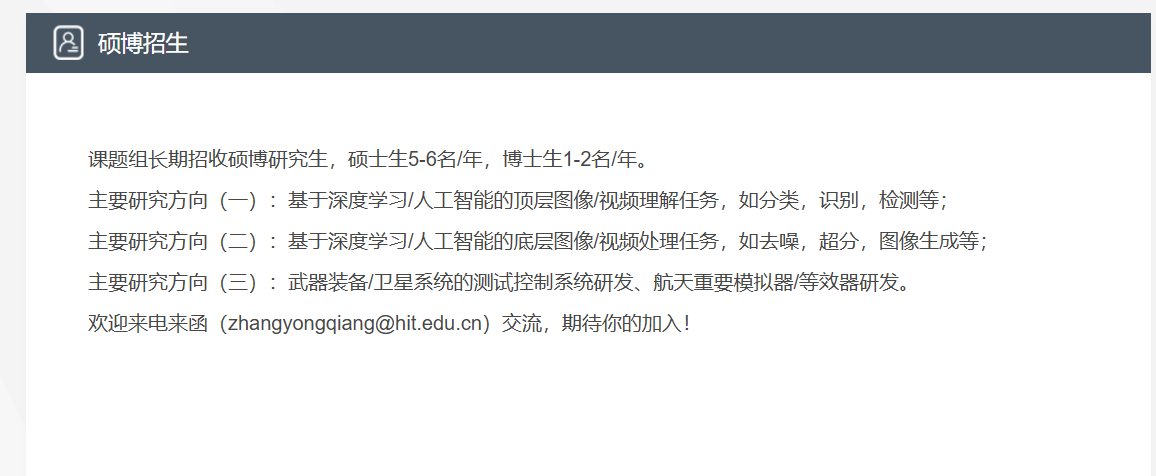 硕博招生
课题组长期招收硕博研究生，硕士生5-6名/年，博士生1-2名/年。
主要研究方向（一）：基于深度学习/人工智能的顶层图像/视频理解任务，如分类，识别，检测等；
主要研究方向（二）：基于深度学习/人工智能的底层图像/视频处理任务，如去噪，超分，图像生成等；
主要研究方向（三）：武器装备/卫星系统的测试控制系统研发、航天重要模拟器/等效器研发。
欢迎来电来函（zhangyongqiang@hit.edu.cn）交流，期待你的加入！